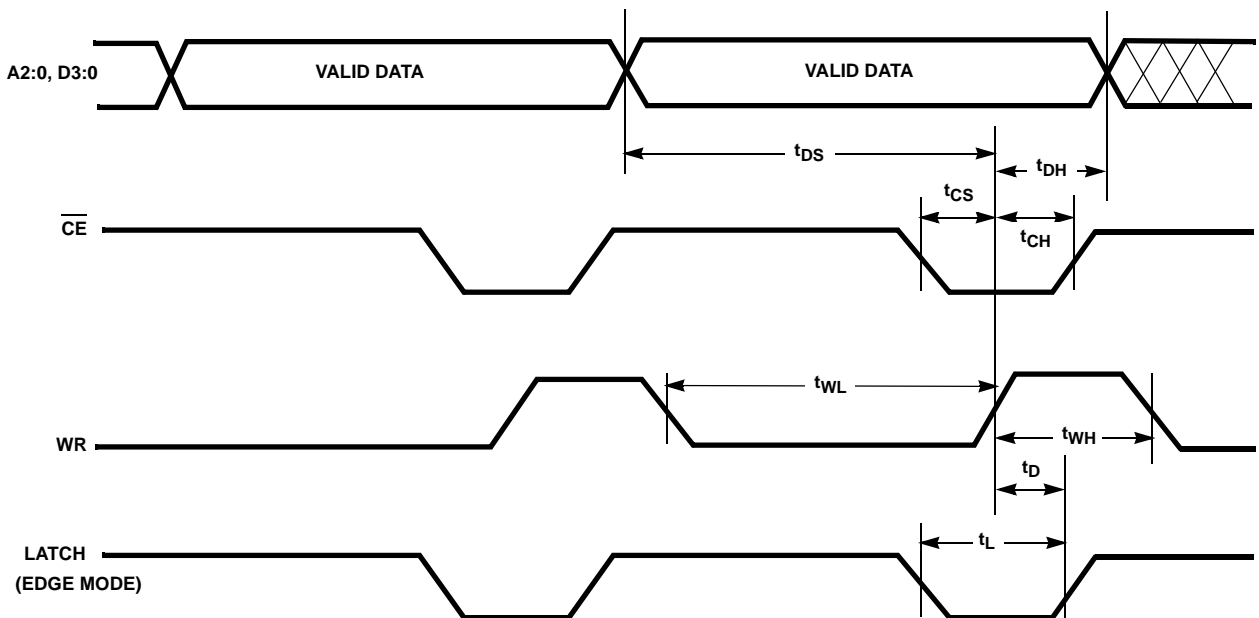 A2:0, D3:0
VALID DATA
VALID DATA
tDS
tDH
tCS
tCH
CE
tWL
WR
tWH
tD
tL
LATCH
(EDGE MODE)